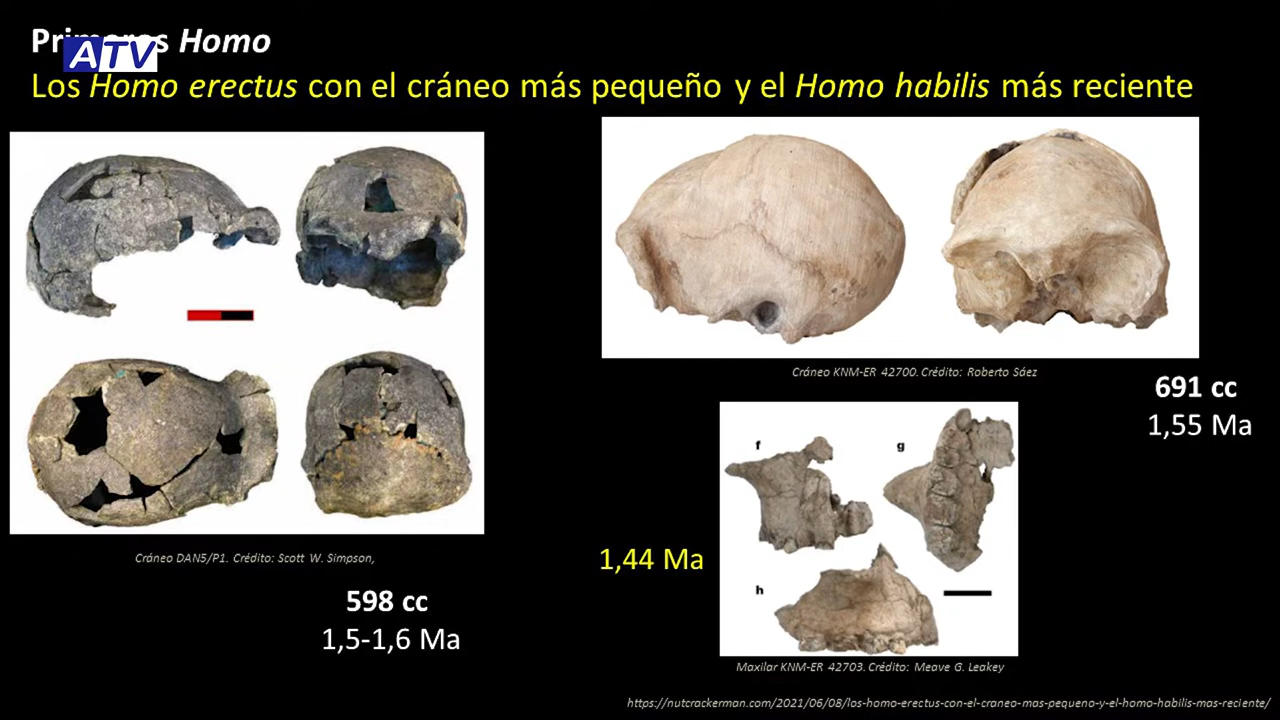 Primeros Homo
ATV
Los Homo erectus con el cráneo más pequeño y el Homo habilis más reciente
Cráneo KNM-ER 42700. Crédito: Roberto Sáez
691 cc
1,55 Ma
f
g
h
1,44 Ma
Cráneo DAN5/P1. Crédito: Scott W. Simpson,
598 cc
1,5-1,6 Ma
Maxilar KNM-ER 42703. Crédito: Meave G. Leakey
https://nutcrackerman.com/2021/06/08/los-homo-erectus-con-el-craneo-mas-pequeno-y-el-homo-habilis-mas-reciente/